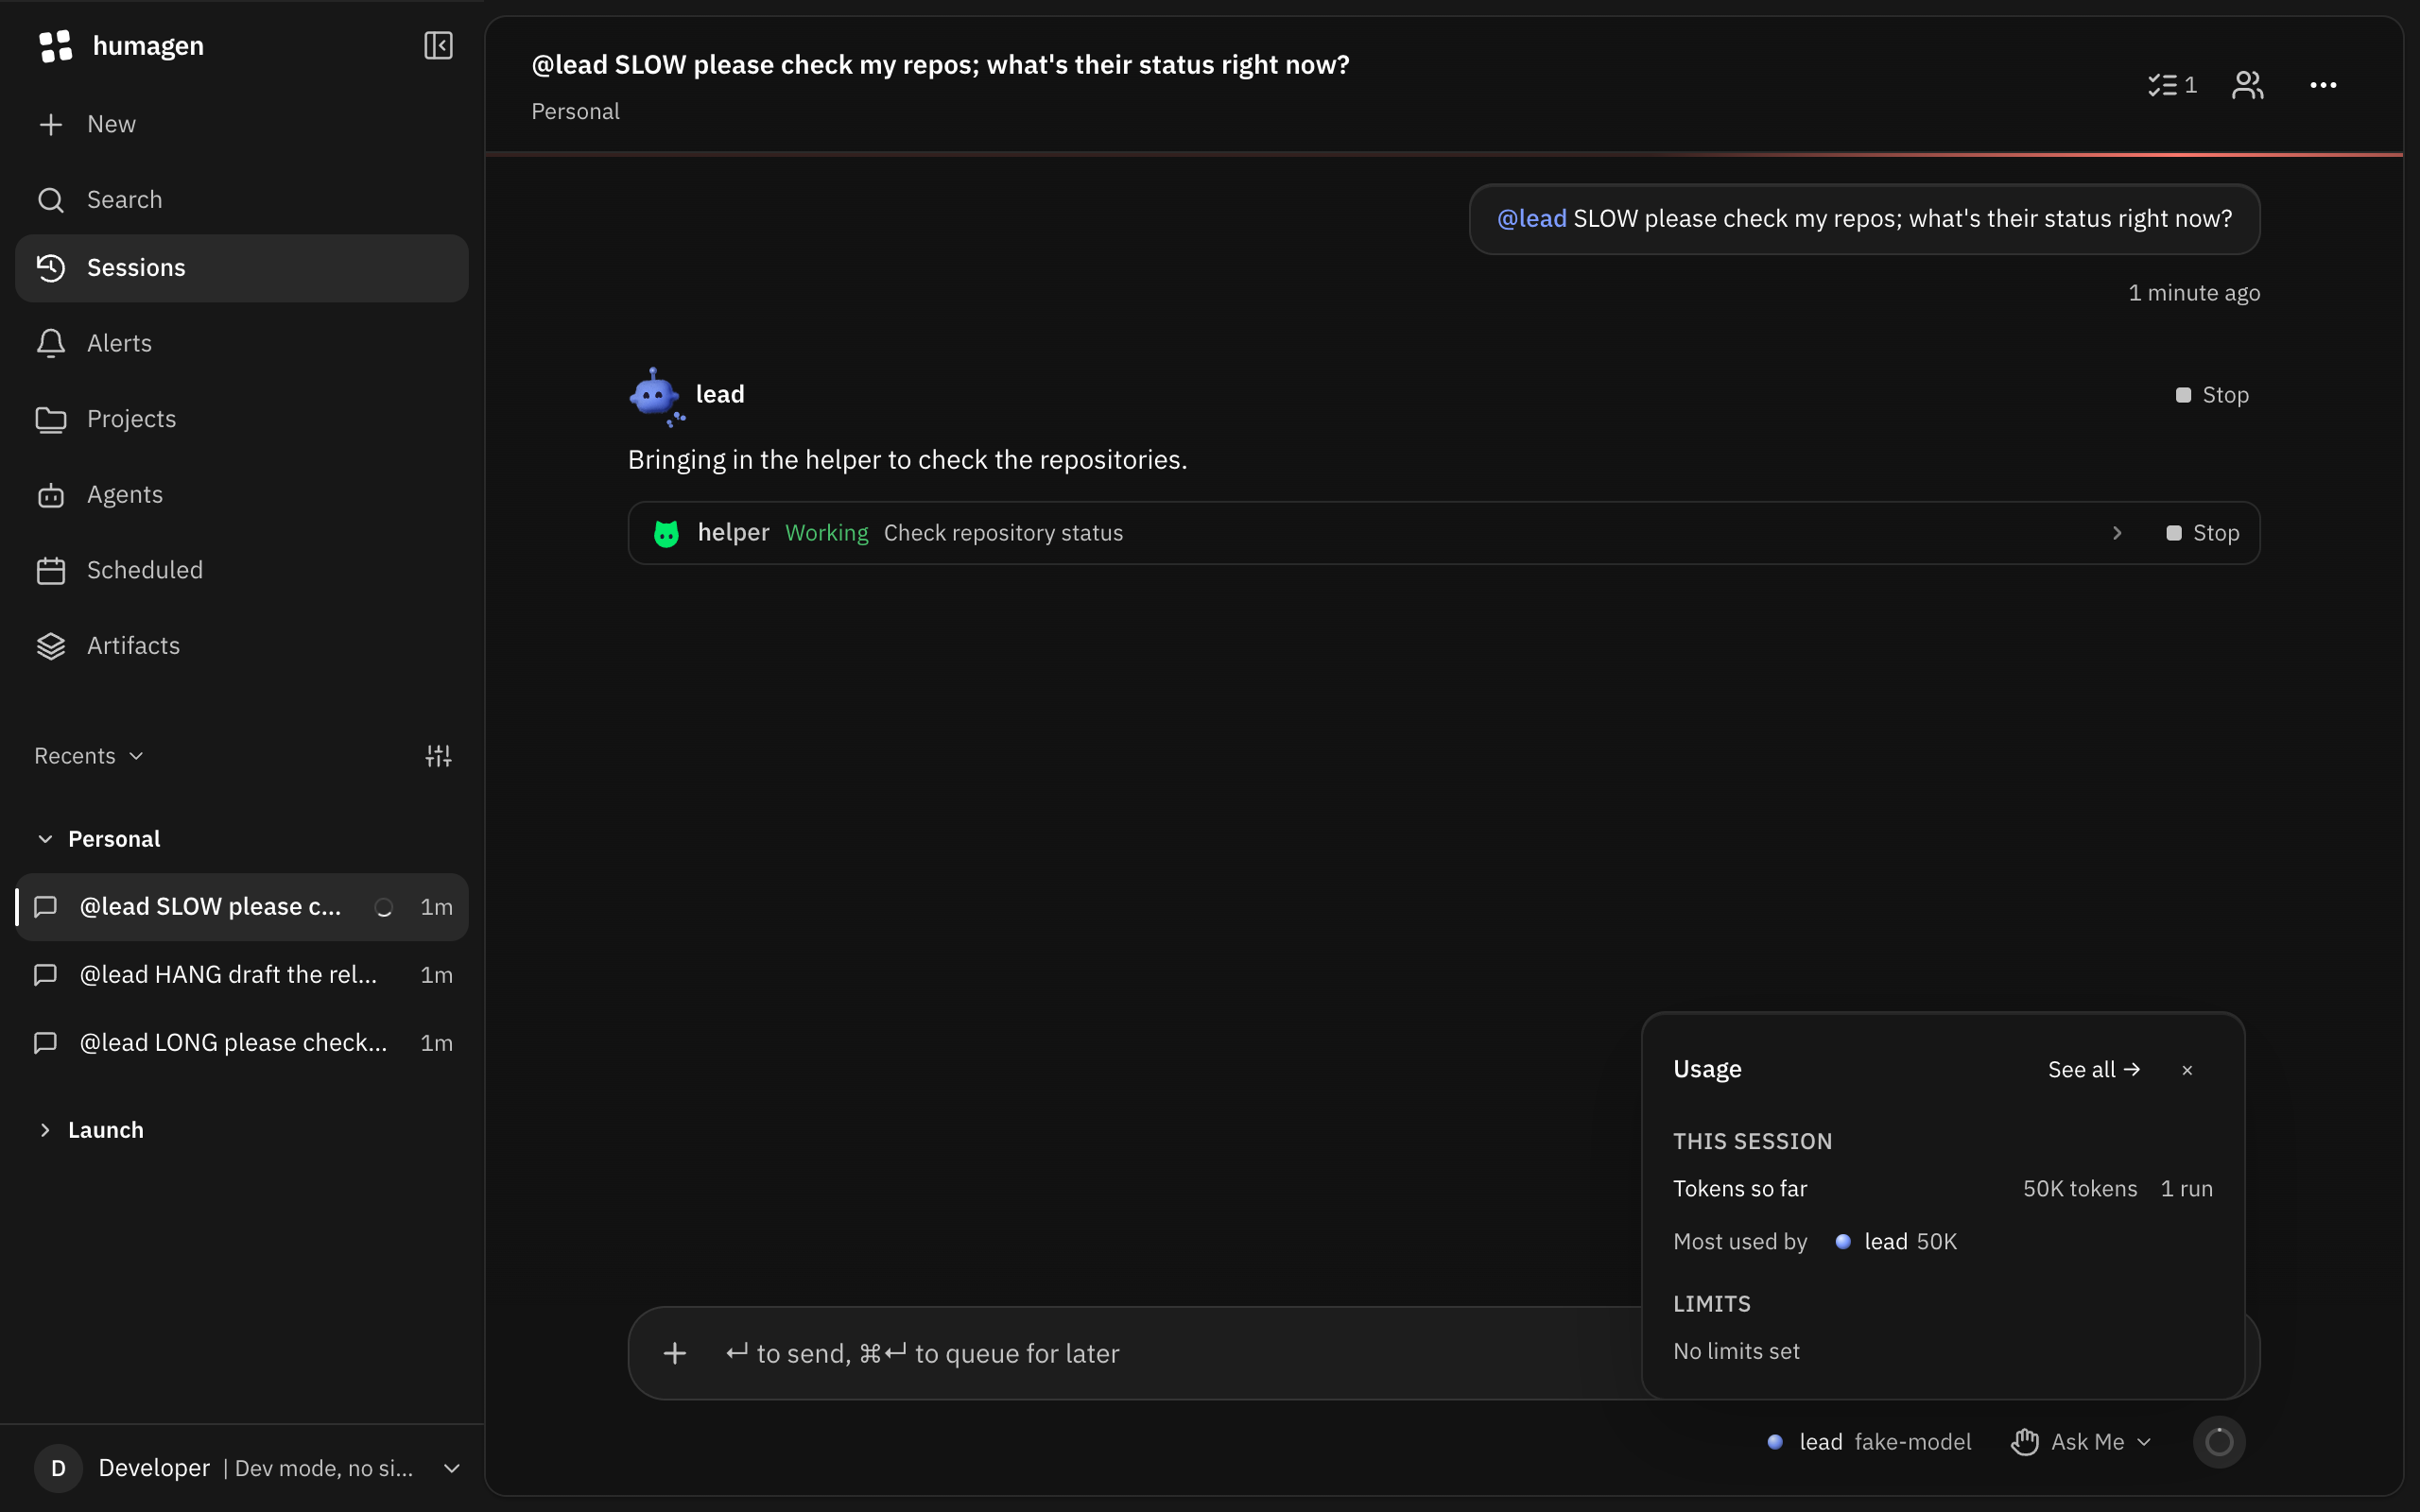 humagen
New
Search
Sessions
Alerts
Projects
Agents
Scheduled
Artifacts
Recents
Personal
@lead SLOW please c... 1m
@lead HANG draft the rel... 1m
@lead LONG please check... 1m
Launch
D Developer | Dev mode, no si...
@lead SLOW please check my repos; what's their status right now?
Personal
1
@lead SLOW please check my repos; what's their status right now?
1 minute ago
lead Stop
Bringing in the helper to check the repositories.
helper Working Check repository status Stop
Usage See all → ×
THIS SESSION
Tokens so far 50K tokens 1 run
Most used by lead 50K
LIMITS
No limits set
↵ to send, ⌘↵ to queue for later
lead fake-model Ask Me